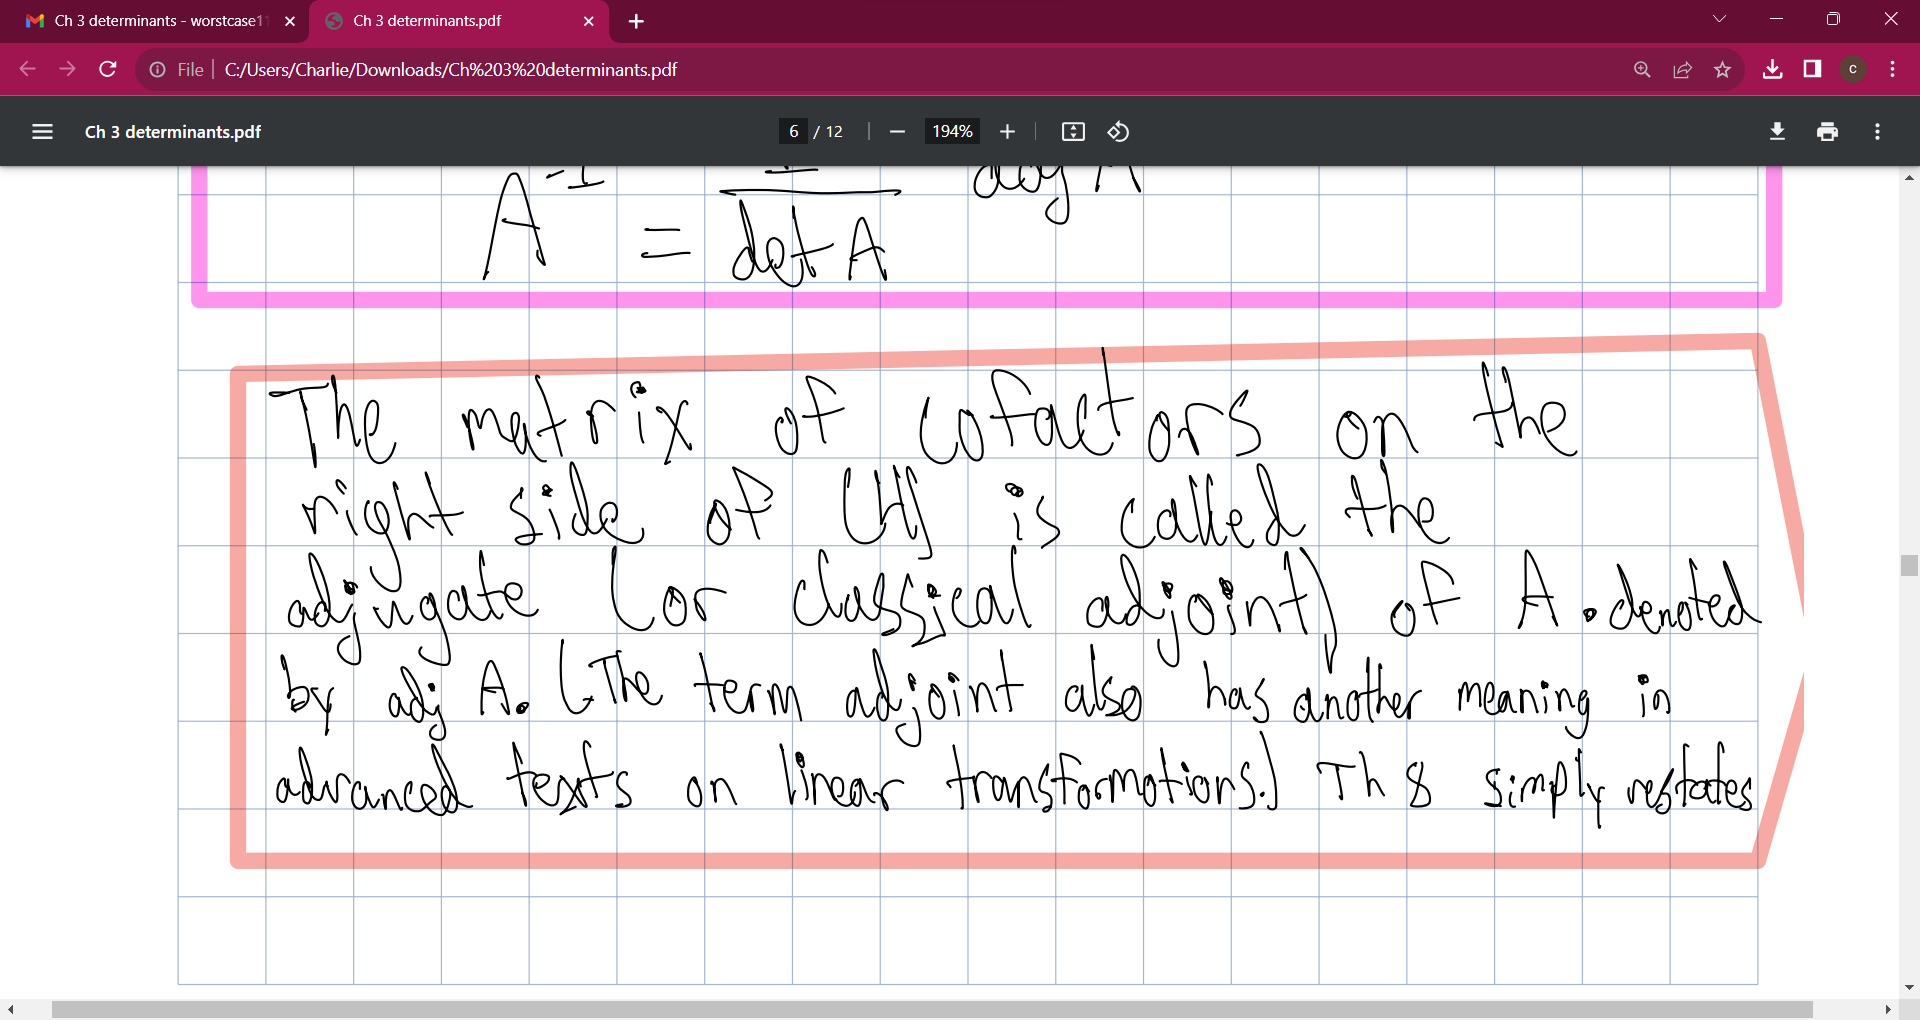 Ch 3 determinants - worstcase11
Ch 3 determinants.pdf
File
C:/Users/Charlie/Downloads/Ch%203%20determinants.pdf
C
Ch 3 determinants.pdf
6 / 12
194%
A⁻¹ = 1/det A adj A
The matrix of cofactors on the
right side of (4) is called the
adjugate (or classical adjoint) of A. denoted
by adj A. (The term adjoint also has another meaning in
advanced texts on linear transformations.) Th 8 simply restates